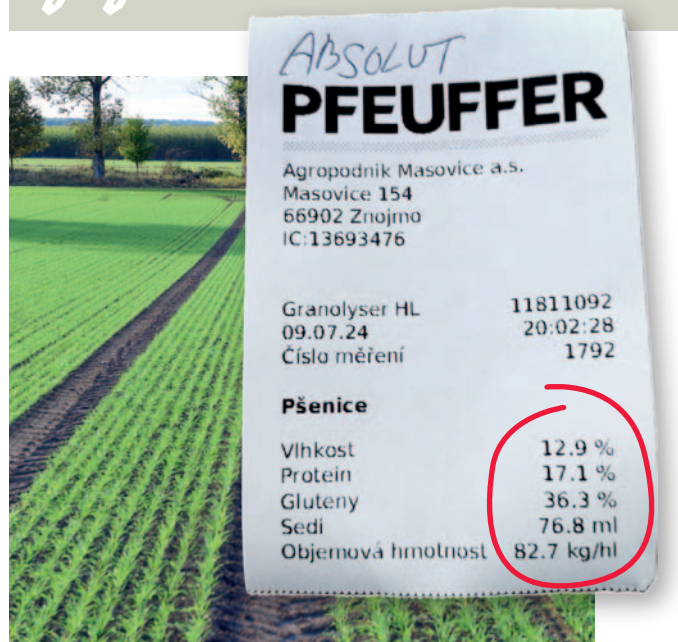 ABSOLUT
PFEUFFER
Agropodnik Masovice a.s.
Masovice 154
66902 Znojmo
IC:13693476
Granolyser HL 11811092
09.07.24 20:02:28
Číslo měření 1792
Pšenice
Vlhkost 12.9 %
Protein 17.1 %
Gluteny 36.3 %
Sedi 76.8 ml
Objemová hmotnost 82.7 kg/hl